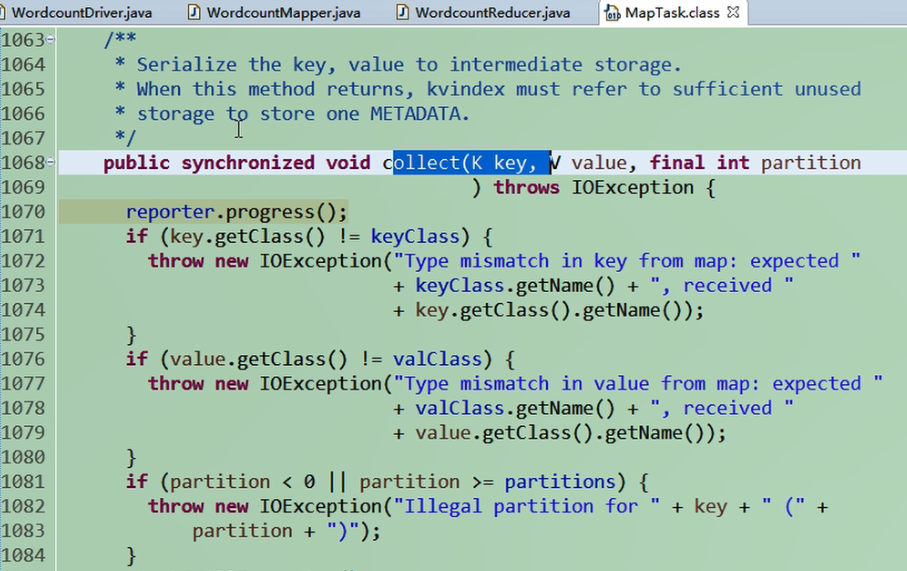 WordcountDriver.java WordcountMapper.java WordcountReducer.java MapTask.class
1063 /**
1064 * Serialize the key, value to intermediate storage.
1065 * When this method returns, kvindex must refer to sufficient unused
1066 * storage to store one METADATA.
1067 */
1068 public synchronized void collect(K key, V value, final int partition
1069 ) throws IOException {
1070 reporter.progress();
1071 if (key.getClass() != keyClass) {
1072 throw new IOException("Type mismatch in key from map: expected "
1073 + keyClass.getName() + ", received "
1074 + key.getClass().getName());
1075 }
1076 if (value.getClass() != valClass) {
1077 throw new IOException("Type mismatch in value from map: expected "
1078 + valClass.getName() + ", received "
1079 + value.getClass().getName());
1080 }
1081 if (partition < 0 || partition >= partitions) {
1082 throw new IOException("Illegal partition for " + key + " (" +
1083 partition + ")");
1084 }